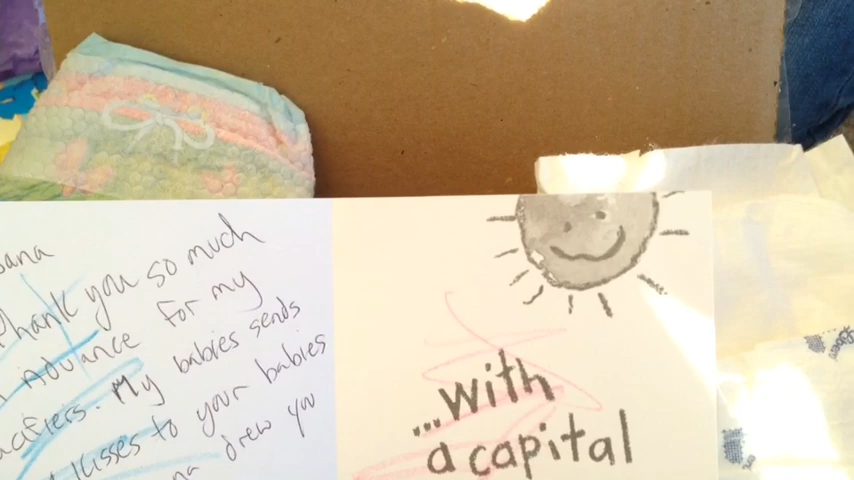 Thank you so much
Advance for my
My babies sends
Kisses to your babies
drew you
...with
a capital